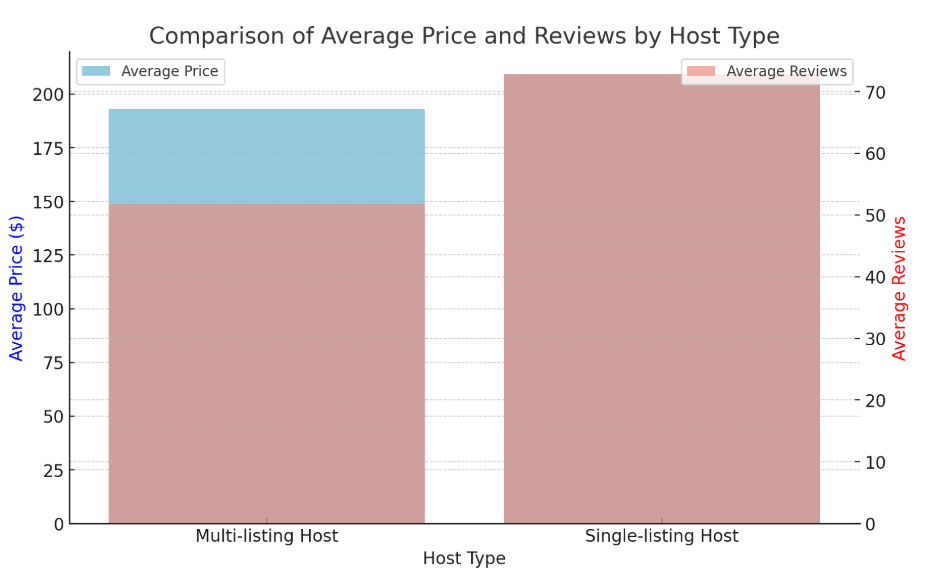 Comparison of Average Price and Reviews by Host Type
Average Price
Average Reviews
Average Price ($)
200
175
150
125
100
75
50
25
0
70
60
50
40
30
20
10
0
Average Reviews
Multi-listing Host
Single-listing Host
Host Type